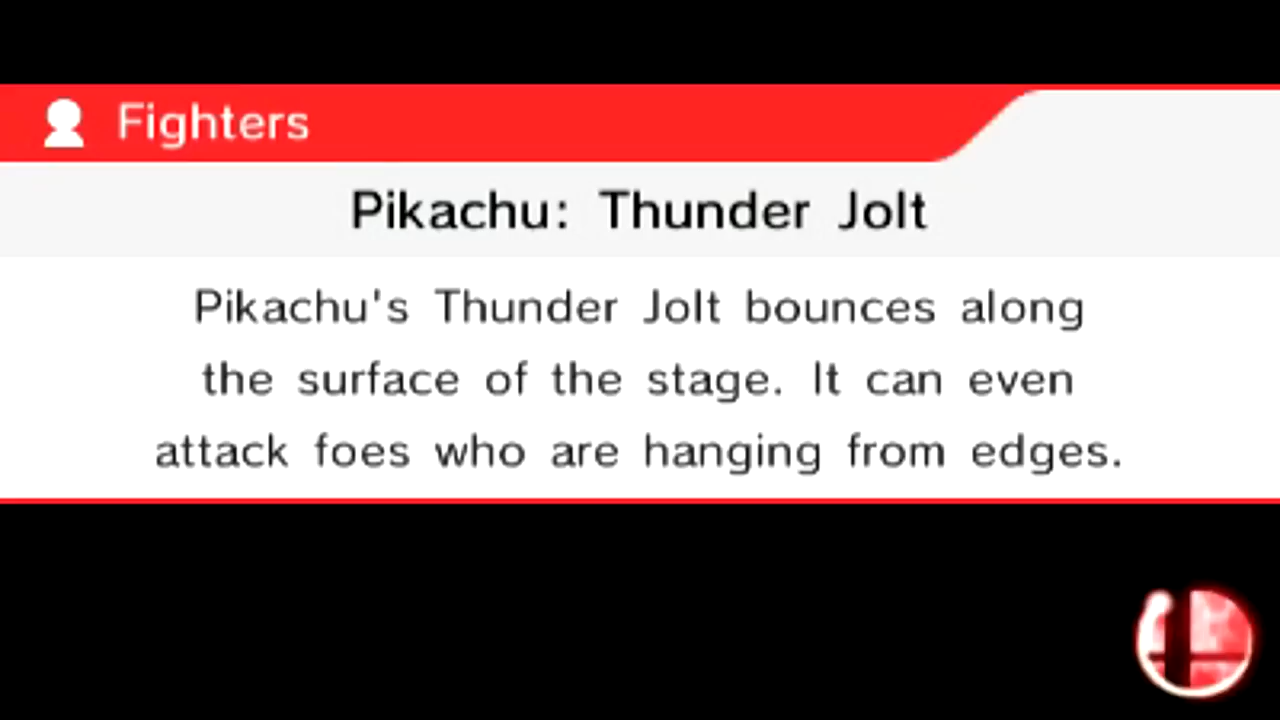 Fighters
Pikachu: Thunder Jolt
Pikachu's Thunder Jolt bounces along
the surface of the stage. It can even
attack foes who are hanging from edges.